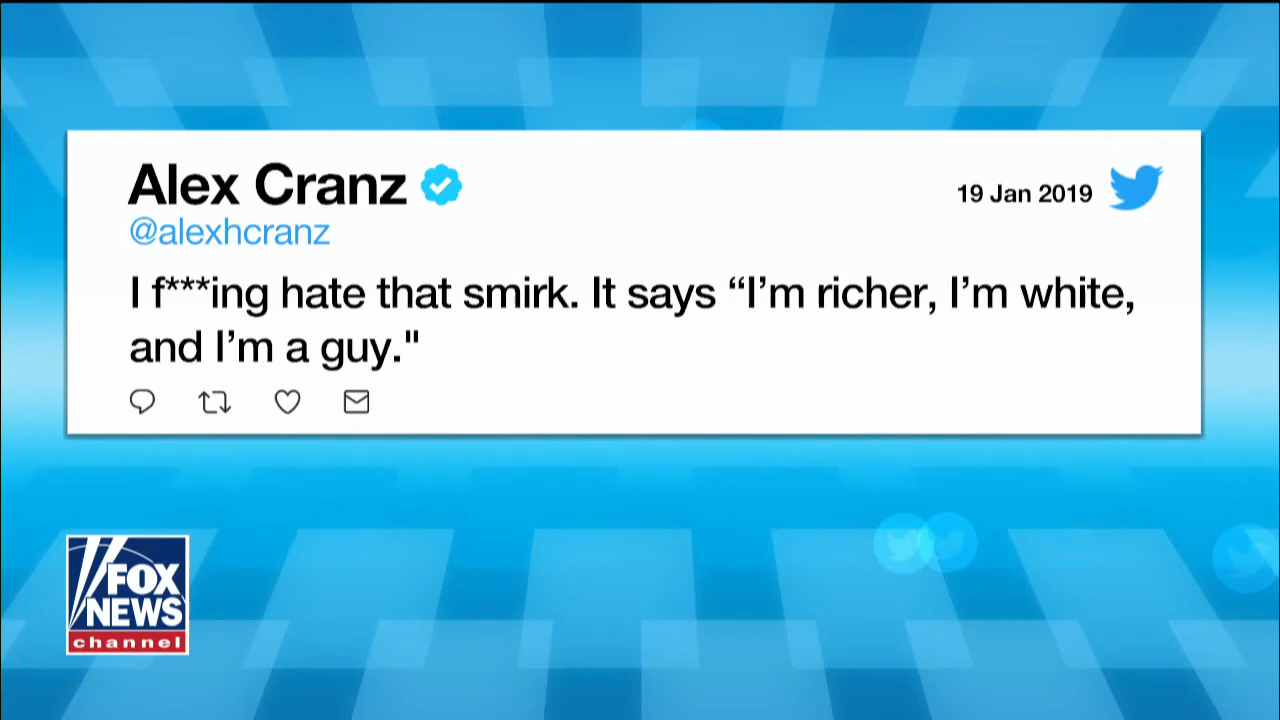 Alex Cranz
@alexhcranz
19 Jan 2019
I f***ing hate that smirk. It says “I’m richer, I’m white,
and I’m a guy."
FOX
NEWS
channel